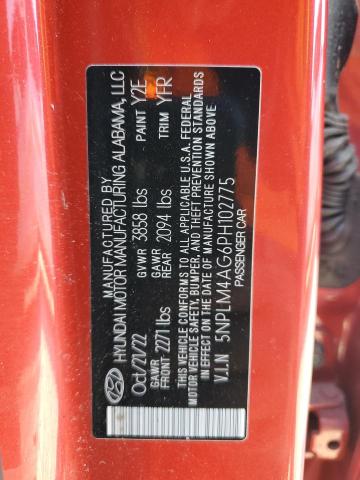 MANUFACTURED BY
HYUNDAI MOTOR MANUFACTURING ALABAMA, LLC
Oct/21/22 GVWR 3858 lbs PAINT Y2E
GAWR FRONT 2271 lbs GAWR REAR 2094 lbs TRIM YFR
THIS VEHICLE CONFORMS TO ALL APPLICABLE U.S.A. FEDERAL
MOTOR VEHICLE SAFETY, BUMPER, AND THEFT PREVENTION STANDARDS
IN EFFECT ON THE DATE OF MANUFACTURE SHOWN ABOVE
V.I.N 5NPLM4AG6PH102775
PASSENGER CAR